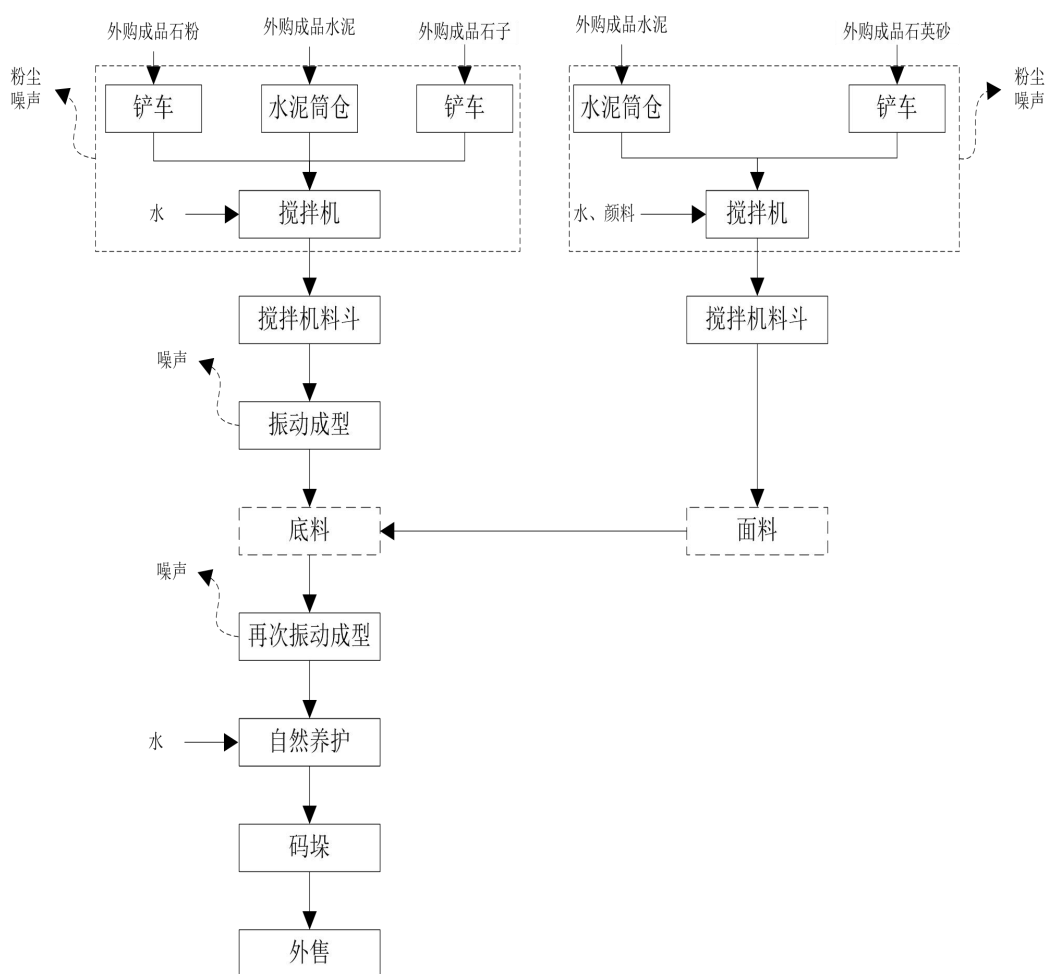 外购成品石粉
外购成品水泥
外购成品石子
外购成品水泥
外购成品石英砂
粉尘
噪声
铲车
水泥筒仓
铲车
水泥筒仓
铲车
粉尘
噪声
水
搅拌机
水、颜料
搅拌机
搅拌机料斗
搅拌机料斗
噪声
振动成型
底料
面料
噪声
再次振动成型
水
自然养护
码垛
外售